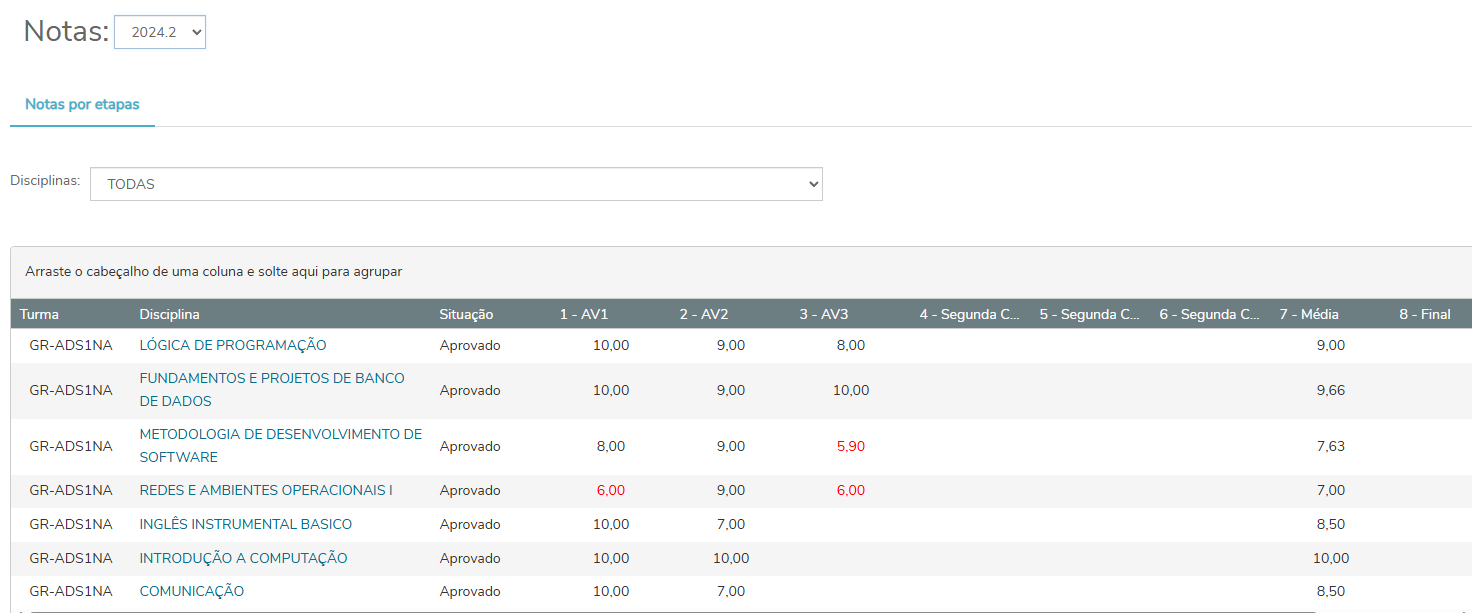 Notas: 2024.2
Notas por etapas
Disciplinas: TODAS
Arraste o cabeçalho de uma coluna e solte aqui para agrupar
Turma Disciplina Situação 1 - AV1 2 - AV2 3 - AV3 4 - Segunda C... 5 - Segunda C... 6 - Segunda C... 7 - Média 8 - Final
GR-ADS1NA LÓGICA DE PROGRAMAÇÃO Aprovado 10,00 9,00 8,00 9,00
GR-ADS1NA FUNDAMENTOS E PROJETOS DE BANCO
DE DADOS Aprovado 10,00 9,00 10,00 9,66
GR-ADS1NA METODOLOGIA DE DESENVOLVIMENTO DE
SOFTWARE Aprovado 8,00 9,00 5,90 7,63
GR-ADS1NA REDES E AMBIENTES OPERACIONAIS I Aprovado 6,00 9,00 6,00 7,00
GR-ADS1NA INGLÊS INSTRUMENTAL BASICO Aprovado 10,00 7,00 8,50
GR-ADS1NA INTRODUÇÃO A COMPUTAÇÃO Aprovado 10,00 10,00 10,00
GR-ADS1NA COMUNICAÇÃO Aprovado 10,00 7,00 8,50